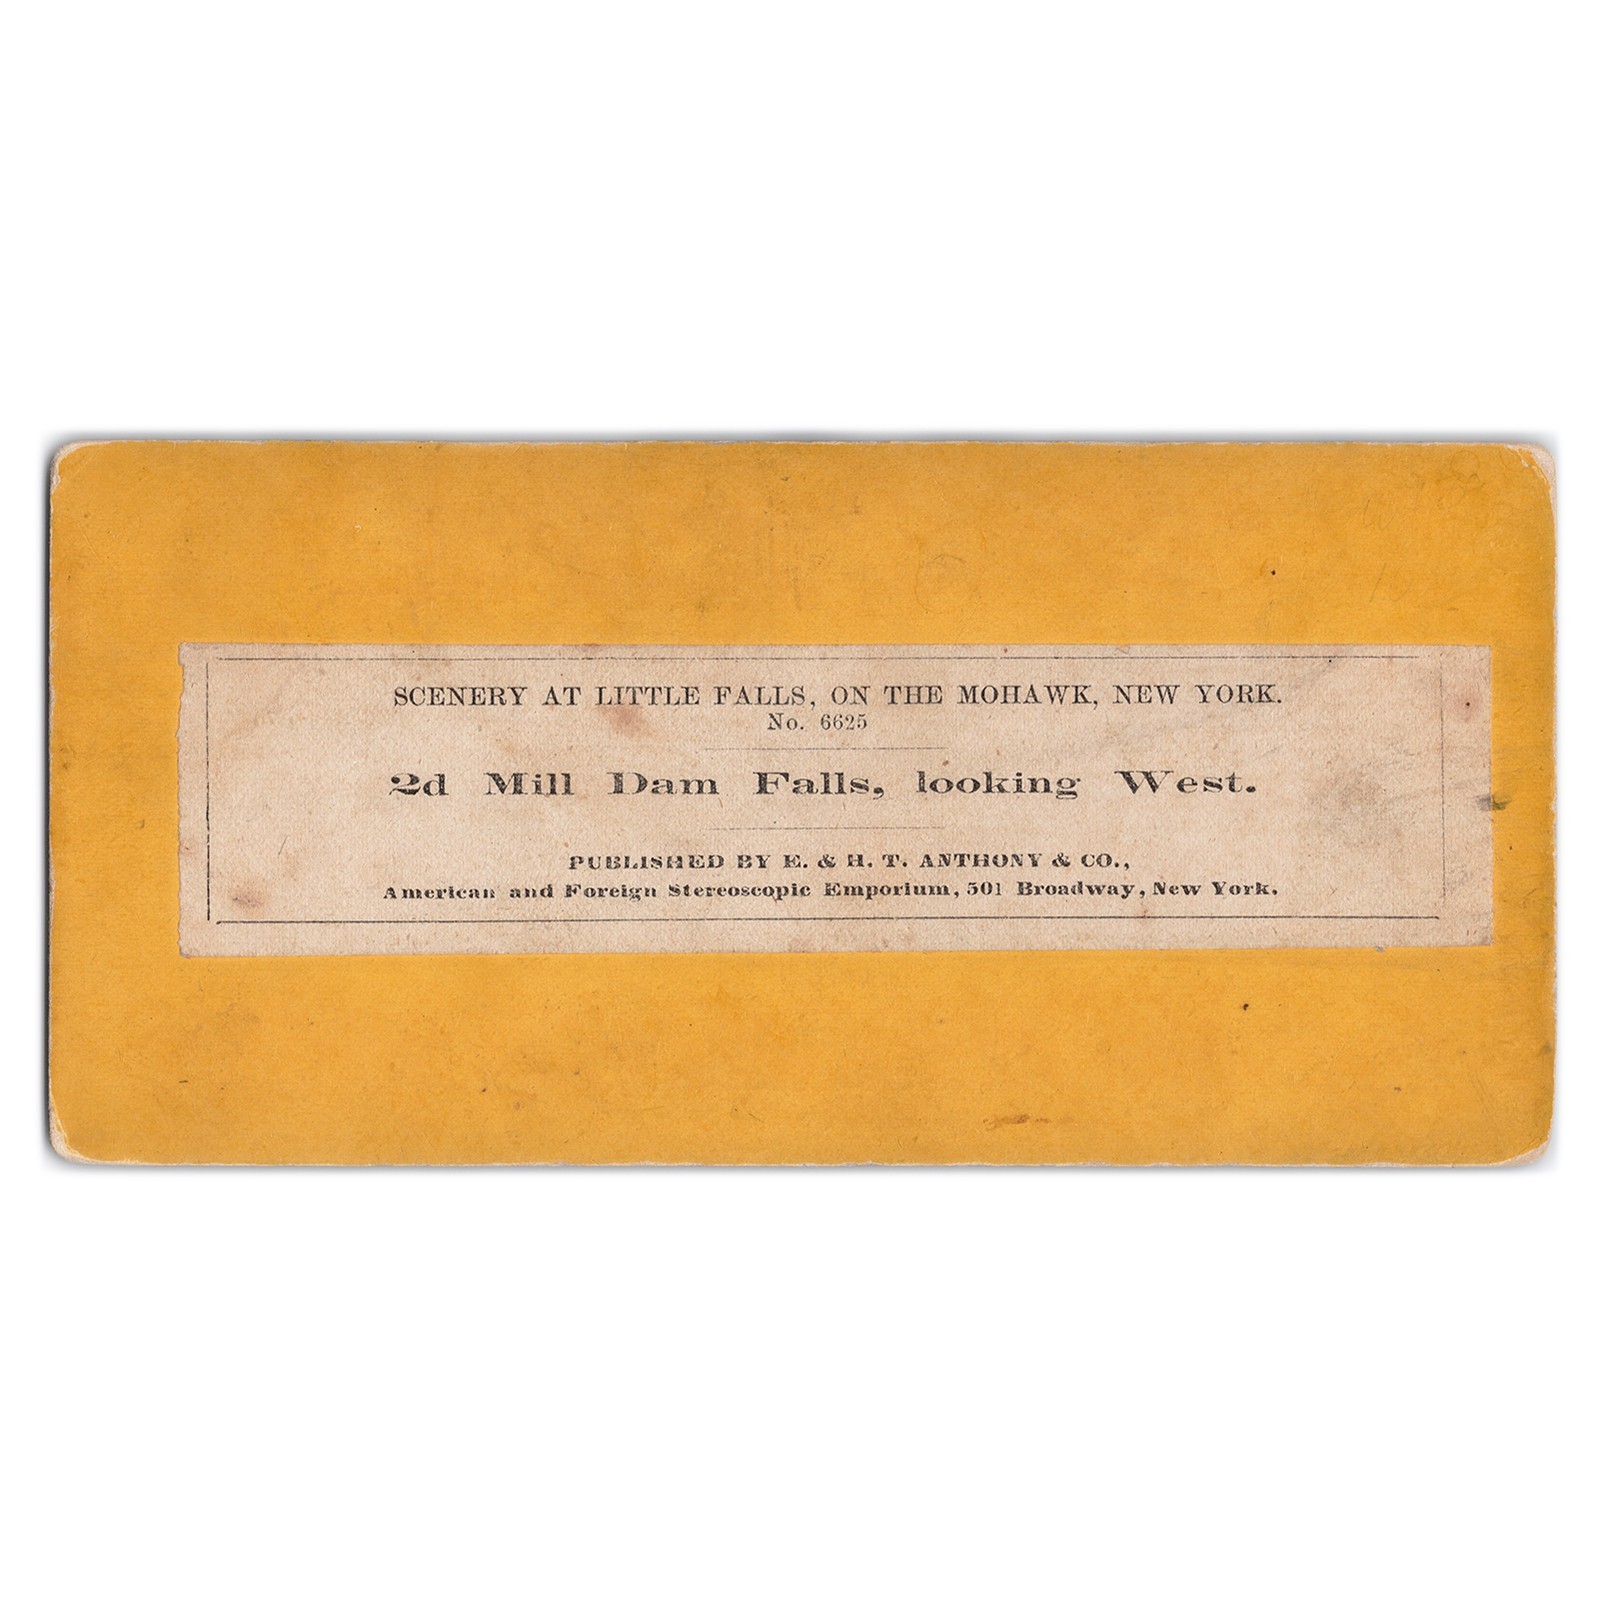 SCENERY AT LITTLE FALLS, ON THE MOHAWK, NEW YORK.
No. 6625
2d Mill Dam Falls, looking West.
PUBLISHED BY E. & H. T. ANTHONY & CO.,
American and Foreign Stereoscopic Emporium, 501 Broadway, New York.